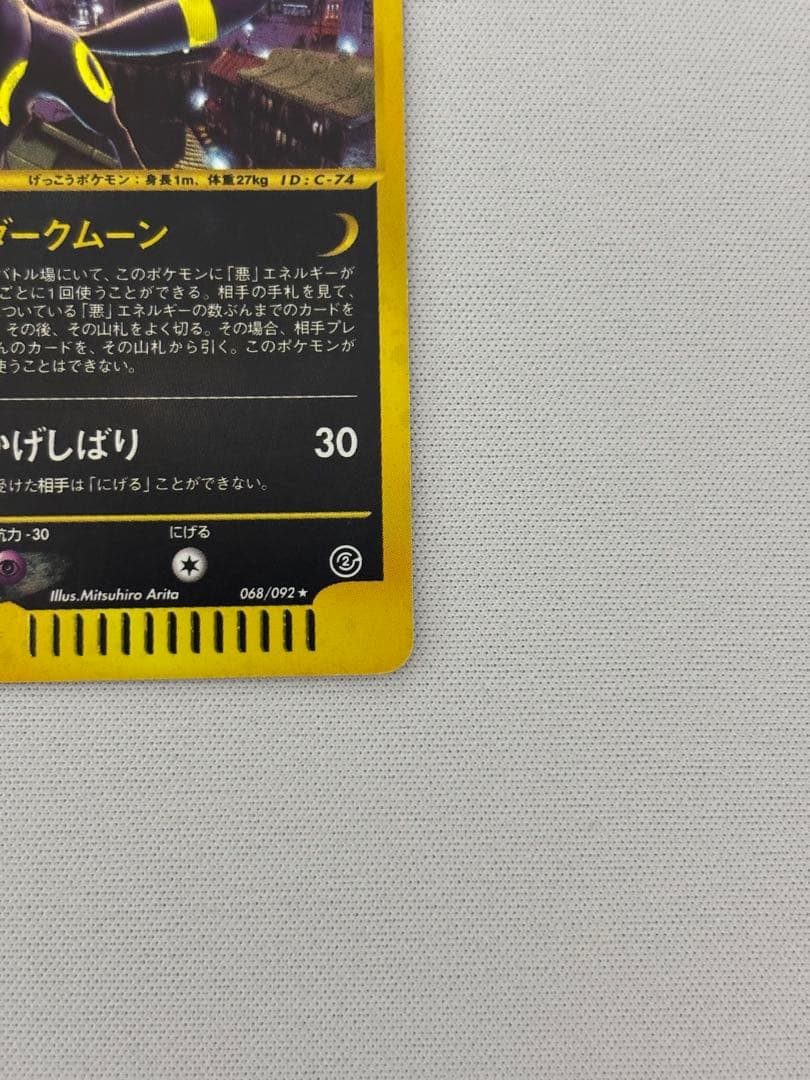 げっこうポケモン：身長1m、体重27kg ID:C-74
ダークムーン
バトル場にいて、このポケモンに「悪」エネルギーが
ごとに1回使うことができる。相手の手札を見て、
ついている「悪」エネルギーの数ぶんまでのカードを
その後、その山札をよく切る。その場合、相手プレ
んのカードを、その山札から引く。このポケモンが
使うことはできない。
かげしばり 30
受けた相手は「にげる」ことができない。
抗力 -30 にげる
2
Illus.Mitsuhiro Arita 068/092★